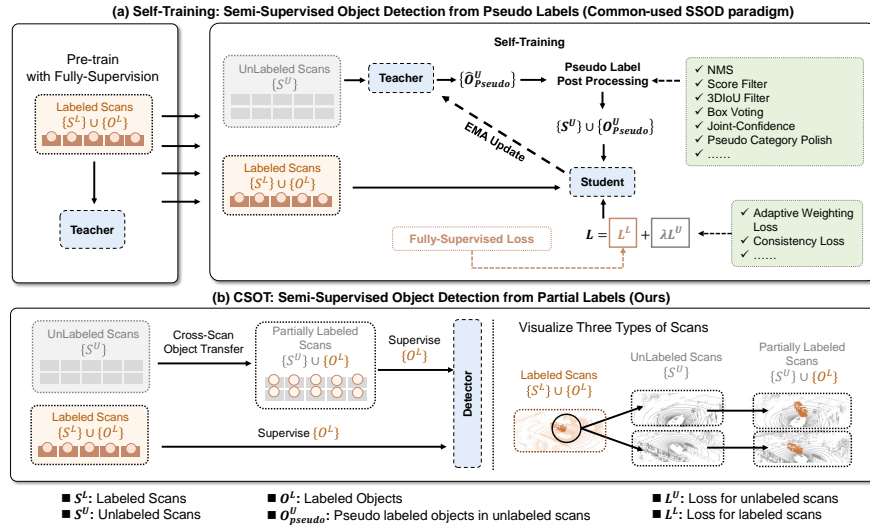 (a) Self-Training: Semi-Supervised Object Detection from Pseudo Labels (Common-used SSOD paradigm)
Pre-train
with Fully-Supervision
Labeled Scans
{S^L} ∪ {O^L}
Teacher
Self-Training
UnLabeled Scans
{S^U}
Teacher
{Ô^U_Pseudo}
Pseudo Label
Post Processing
✓ NMS
✓ Score Filter
✓ 3DIoU Filter
✓ Box Voting
✓ Joint-Confidence
✓ Pseudo Category Polish
✓ ……
{S^U} ∪ {O^U_Pseudo}
EMA Update
Labeled Scans
{S^L} ∪ {O^L}
Student
Fully-Supervised Loss
L = L^L + λL^U
✓ Adaptive Weighting
Loss
✓ Consistency Loss
✓ ……
(b) CSOT: Semi-Supervised Object Detection from Partial Labels (Ours)
UnLabeled Scans
{S^U}
Cross-Scan
Object Transfer
Partially Labeled
Scans
{S^U} ∪ {O^L}
Supervise
{O^L}
Detector
Labeled Scans
{S^L} ∪ {O^L}
Supervise {O^L}
Visualize Three Types of Scans
Labeled Scans
{S^L} ∪ {O^L}
UnLabeled Scans
{S^U}
Partially Labeled
Scans
{S^U} ∪ {O^L}
■ S^L: Labeled Scans
■ S^U: Unlabeled Scans
■ O^L: Labeled Objects
■ O^U_pseudo: Pseudo labeled objects in unlabeled scans
■ L^U: Loss for unlabeled scans
■ L^L: Loss for labeled scans